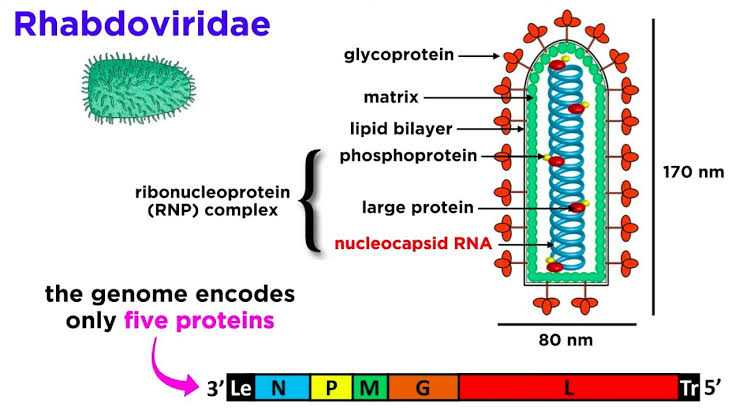 Rhabdoviridae
glycoprotein
matrix
lipid bilayer
phosphoprotein
ribonucleoprotein
(RNP) complex
large protein
nucleocapsid RNA
170 nm
80 nm
the genome encodes
only five proteins
3’ Le N P M G L Tr 5’